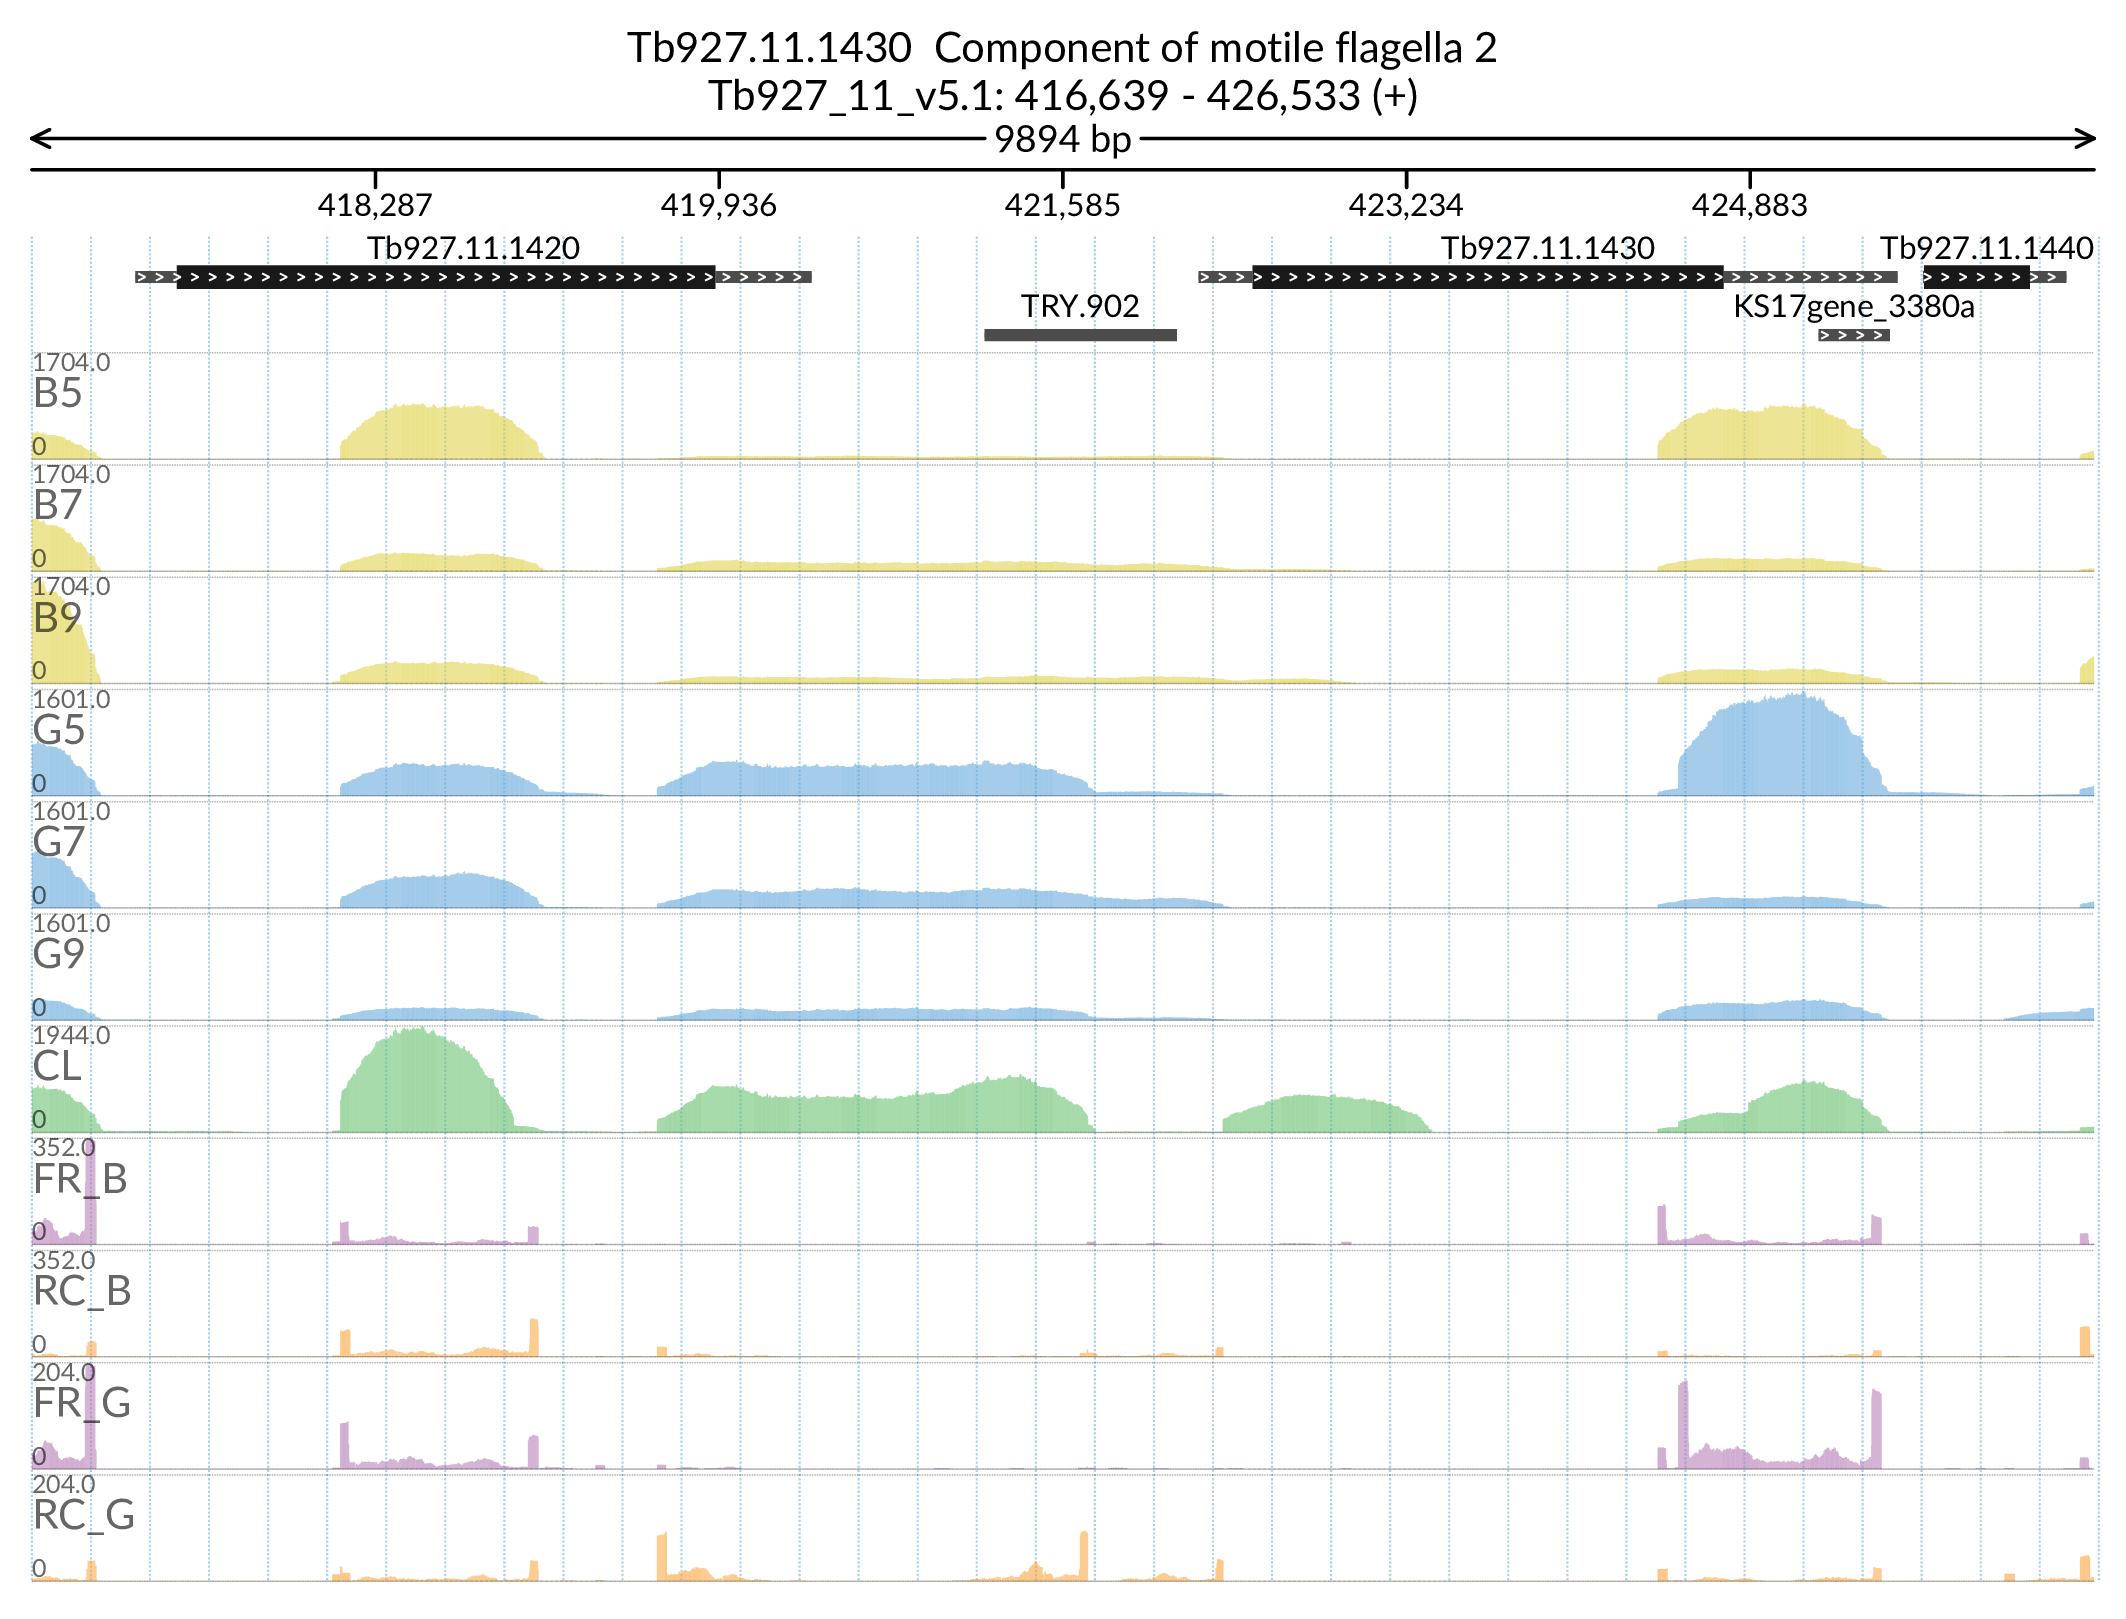 Tb927.11.1430  Component of motile flagella 2
Tb927_11_v5.1: 416,639 - 426,533 (+)
9894 bp
418,287 419,936 421,585 423,234 424,883
Tb927.11.1420 Tb927.11.1430 Tb927.11.1440
TRY.902 KS17gene_3380a
1704.0
B5
0
1704.0
B7
0
1704.0
B9
0
1601.0
G5
0
1601.0
G7
0
1601.0
G9
0
1944.0
CL
0
352.0
FR_B
0
352.0
RC_B
0
204.0
FR_G
0
204.0
RC_G
0